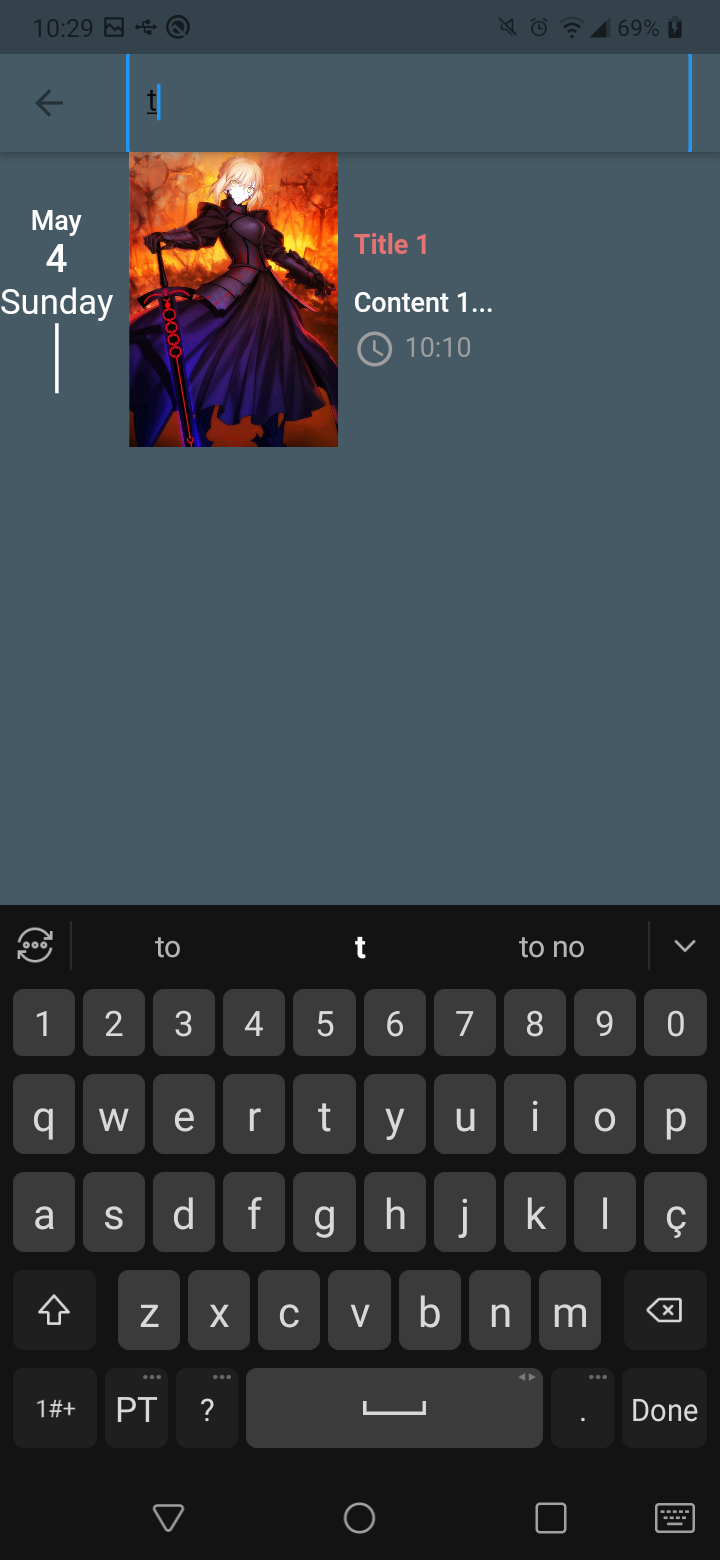 10:29 69%
t
May
4
Sunday
Title 1
Content 1...
10:10
to t to no
1 2 3 4 5 6 7 8 9 0
q w e r t y u i o p
a s d f g h j k l ç
z x c v b n m
1#+ PT ? . Done